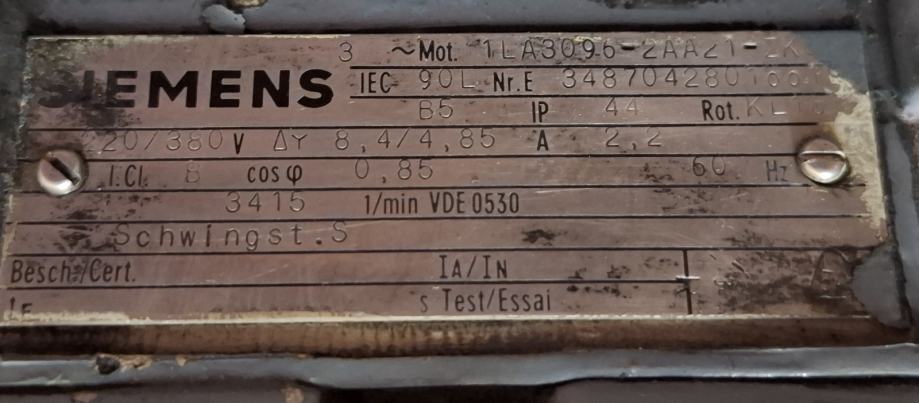 3 ~Mot. 1LA3096-2AA21-
SIEMENS IEC 90L Nr.E
B5 IP 44 Rot. KL
220/380 V ΔY 8,4/4,85 A 2,2
I.Cl. B cosφ 0,85 60 Hz
3415 1/min VDE 0530
Schwingst.S
Besch./Cert. IA/IN
s Test/Essai